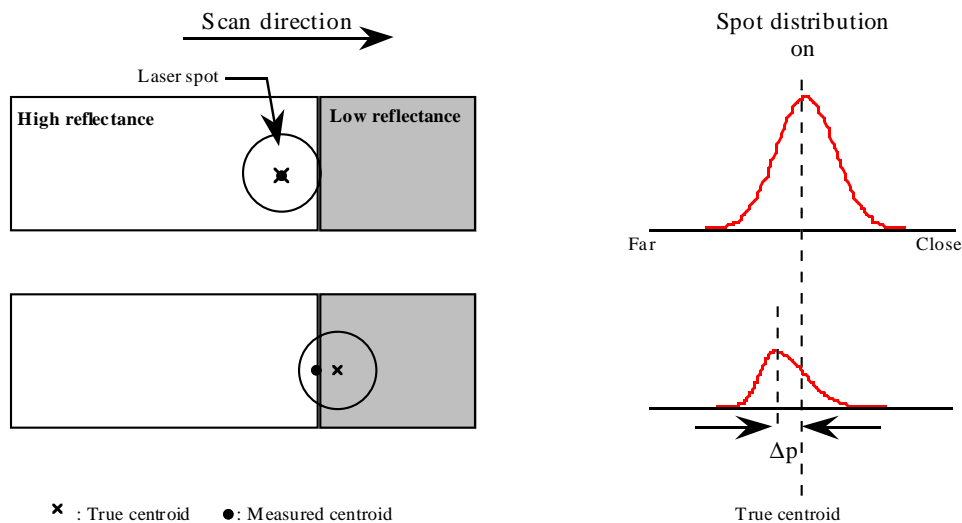 Scan direction
Laser spot
High reflectance
Low reflectance
Spot distribution
on
Far
Close
Δp
× : True centroid
●: Measured centroid
True centroid